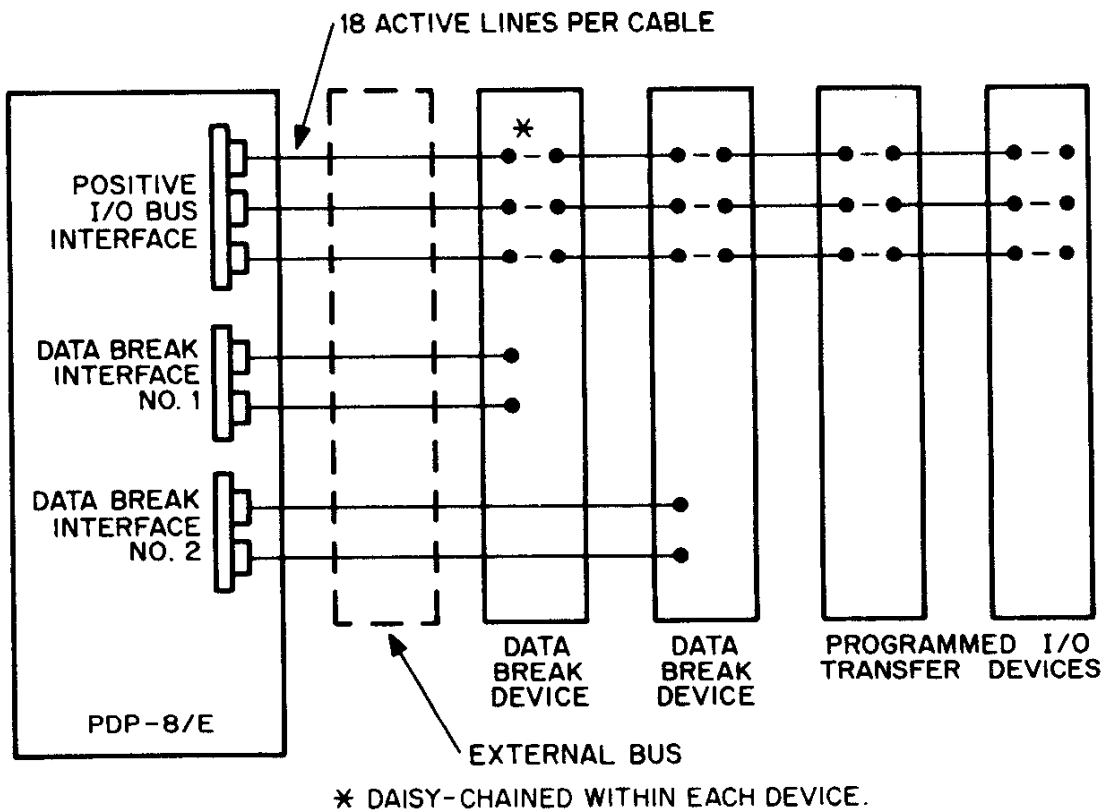 18 ACTIVE LINES PER CABLE
*
POSITIVE
I/O BUS
INTERFACE
DATA BREAK
INTERFACE
NO. 1
DATA BREAK
INTERFACE
NO. 2
PDP-8/E
DATA
BREAK
DEVICE
DATA
BREAK
DEVICE
PROGRAMMED I/O
TRANSFER DEVICES
EXTERNAL BUS
* DAISY-CHAINED WITHIN EACH DEVICE.